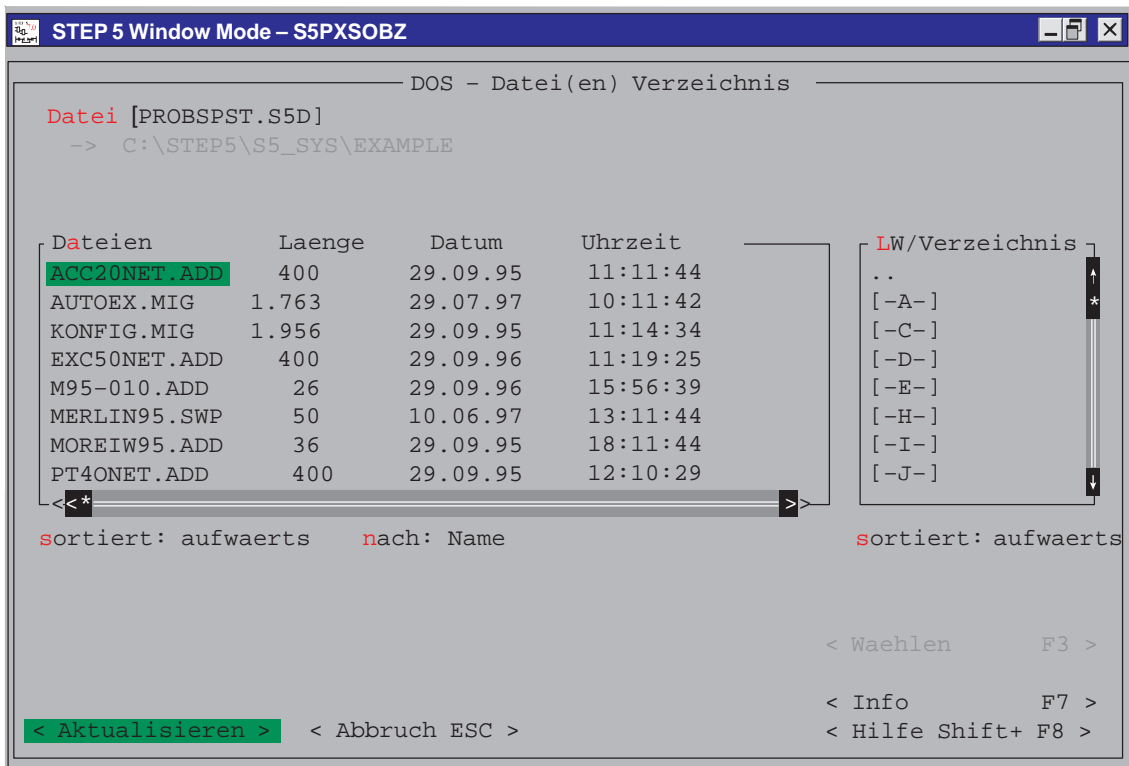 STEP 5 Window Mode – S5PXSOBZ
DOS – Datei(en) Verzeichnis
Datei [PROBSPST.S5D]
–> C:\STEP5\S5_SYS\EXAMPLE
Dateien Laenge Datum Uhrzeit
ACC20NET.ADD 400 29.09.95 11:11:44
AUTOEX.MIG 1.763 29.07.97 10:11:42
KONFIG.MIG 1.956 29.09.95 11:14:34
EXC50NET.ADD 400 29.09.96 11:19:25
M95–010.ADD 26 29.09.96 15:56:39
MERLIN95.SWP 50 10.06.97 13:11:44
MOREIW95.ADD 36 29.09.95 18:11:44
PT4ONET.ADD 400 29.09.95 12:10:29
<<* >>
LW/Verzeichnis
..
[–A–]
[–C–]
[–D–]
[–E–]
[–H–]
[–I–]
[–J–]
*
sortiert: aufwaerts nach: Name
sortiert: aufwaerts
< Waehlen F3 >
< Info F7 >
< Aktualisieren > < Abbruch ESC >
< Hilfe Shift+ F8 >